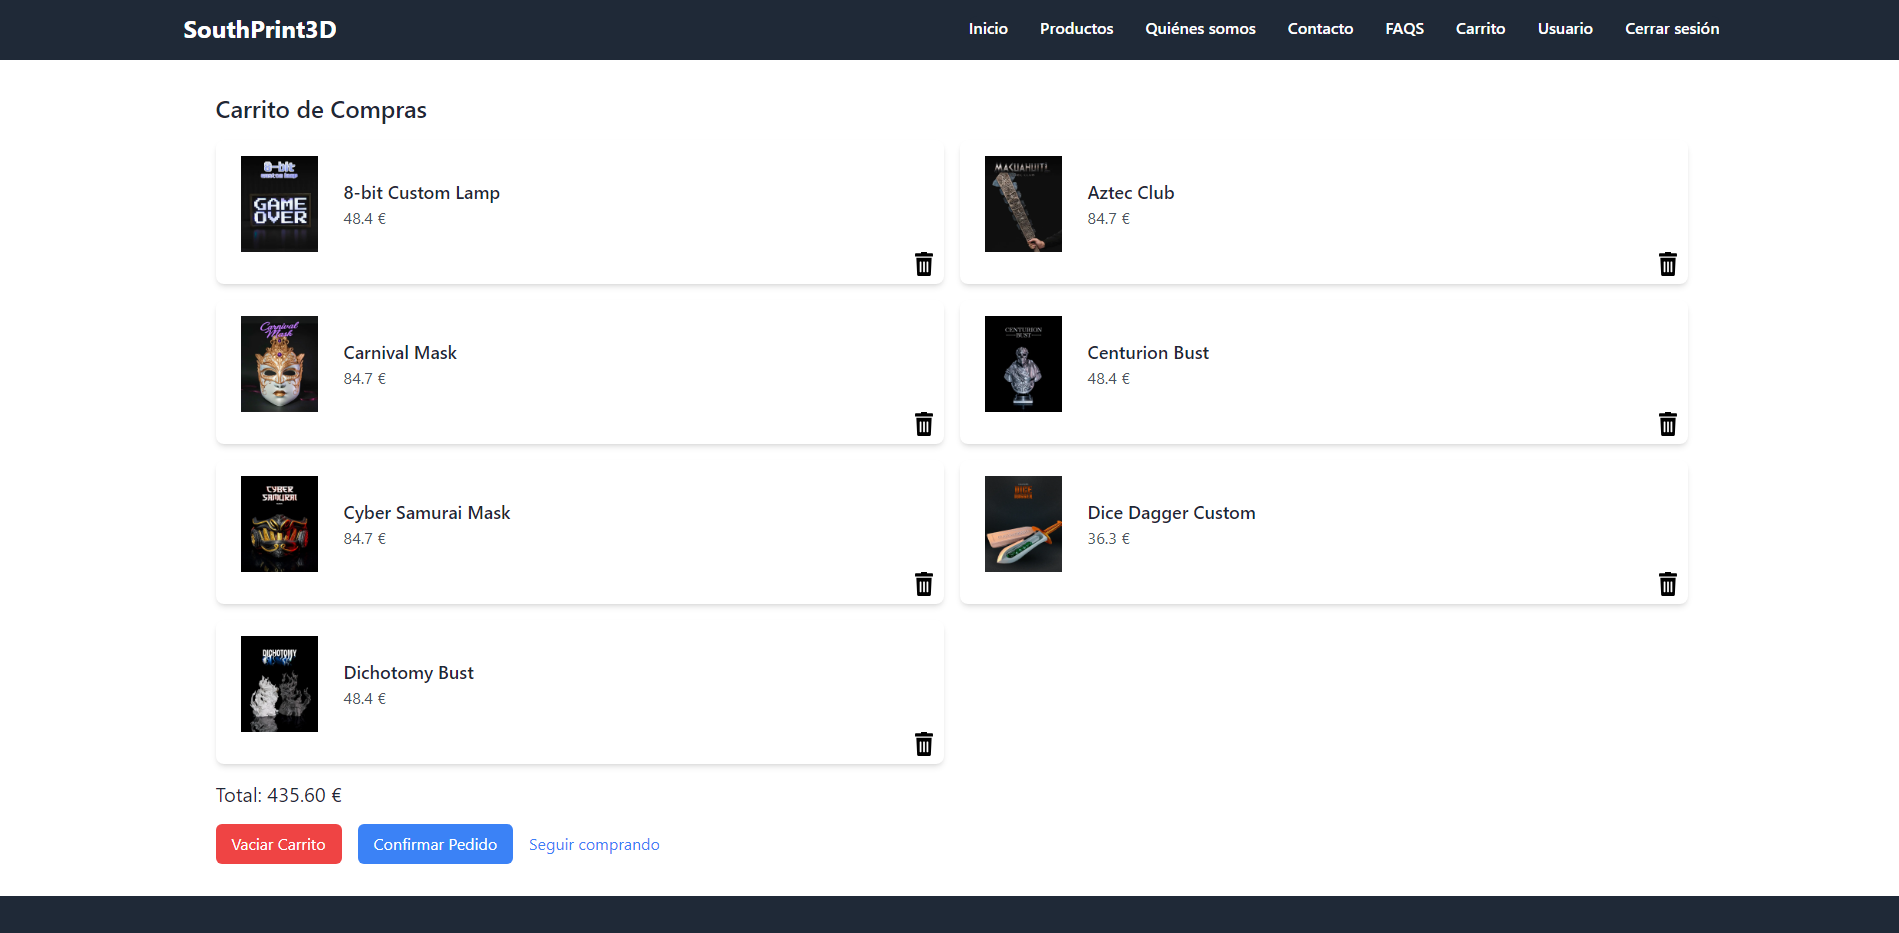 SouthPrint3D
Inicio Productos Quiénes somos Contacto FAQS Carrito Usuario Cerrar sesión
Carrito de Compras
8-bit
GAME
OVER
8-bit Custom Lamp
48.4 €
MACUAHUITL
Aztec Club
84.7 €
Carnival
Mask
Carnival Mask
84.7 €
CENTURION
BUST
Centurion Bust
48.4 €
CYBER
SAMURAI
Cyber Samurai Mask
84.7 €
DICE
Dice Dagger Custom
36.3 €
DICHOTOMY
Dichotomy Bust
48.4 €
Total: 435.60 €
Vaciar Carrito Confirmar Pedido Seguir comprando